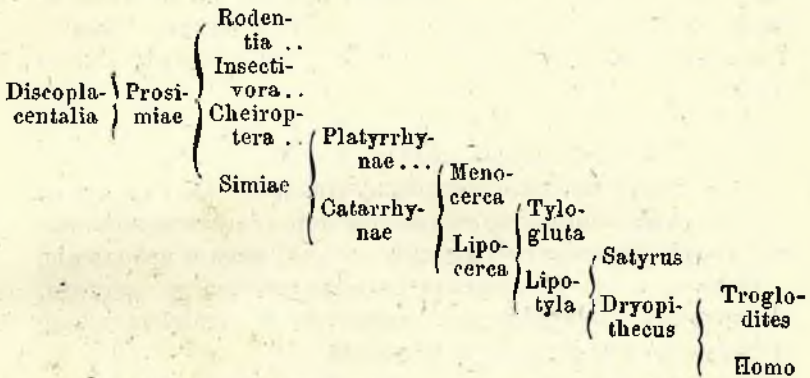 Roden-
tia ..
Insecti-
vora..
Discopla-
centalia
Prosi-
miae
Cheirop-
tera ..
Simiae
Platyrrhy-
nae ...
Catarrhy-
nae
Meno-
cerca
Lipo-
cerca
Tylo-
gluta
Lipo-
tyla
Satyrus
Dryopi-
thecus
Troglo-
dites
Homo